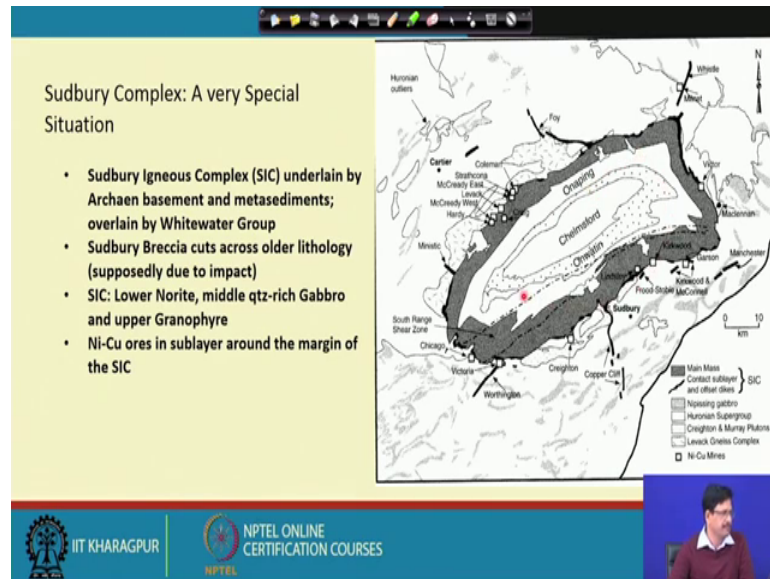 Sudbury Complex: A very Special
Situation
• Sudbury Igneous Complex (SIC) underlain by
Archaen basement and metasediments;
overlain by Whitewater Group
• Sudbury Breccia cuts across older lithology
(supposedly due to impact)
• SIC: Lower Norite, middle qtz-rich Gabbro
and upper Granophyre
• Ni-Cu ores in sublayer around the margin of
the SIC
Huronian
outliers
Whistle
Milnet
N
Foy
Cartier
Coleman
Strathcona
McCready East
Levack
McCready West
Hardy
Victor
Maclennan
Onaping
Chelmsford
Onwatin
Ministic
Kirkwood
Garson
Manchester
Lindsley
Frood-Stobie
Kirkwood &
McConnell
Sudbury
South Range
Shear Zone
Chicago
Victoria
Worthington
Creighton
Copper Cliff
0 10
km
Main Mass
Contact sublayer
and offset dikes
SIC
Nipissing gabbro
Huronian Supergroup
Creighton & Murray Plutons
Levack Gneiss Complex
Ni-Cu Mines
IIT KHARAGPUR
NPTEL
NPTEL ONLINE
CERTIFICATION COURSES